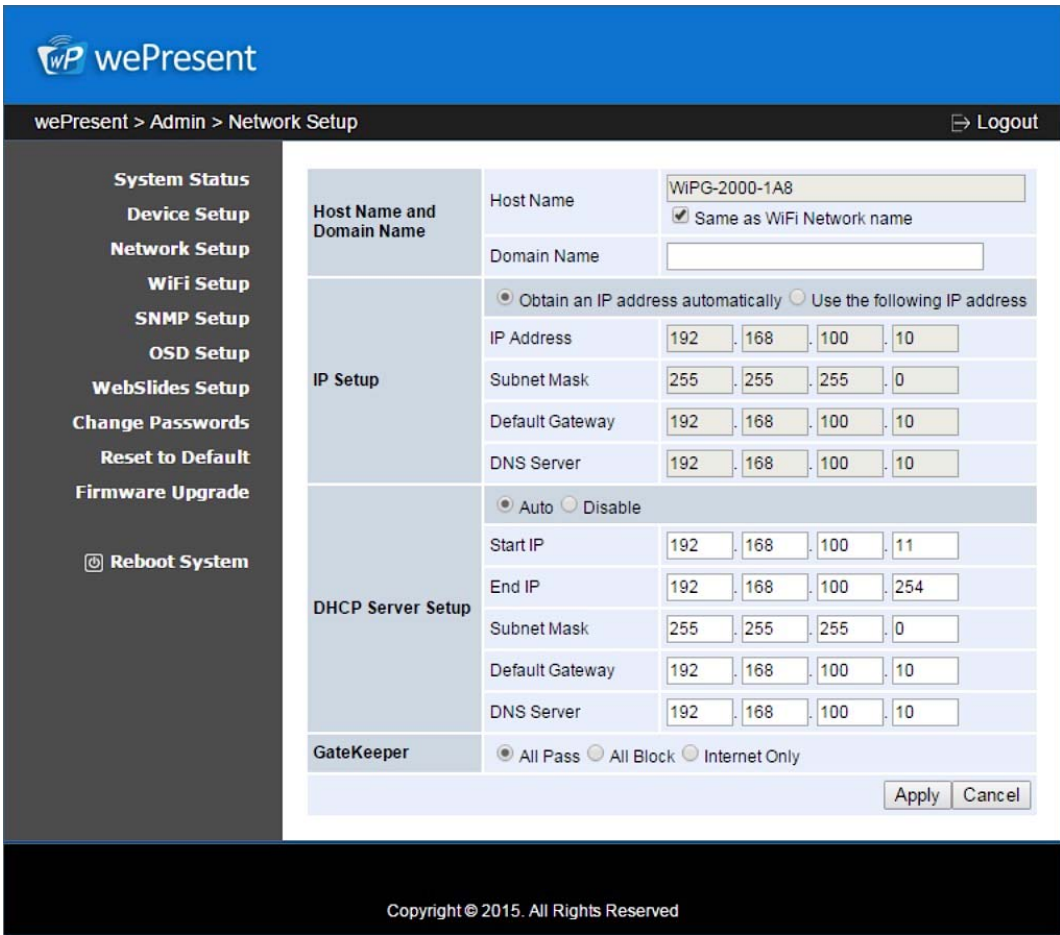 wP wePresent
wePresent > Admin > Network Setup Logout
System Status
Device Setup
Network Setup
WiFi Setup
SNMP Setup
OSD Setup
WebSlides Setup
Change Passwords
Reset to Default
Firmware Upgrade
Reboot System
Host Name and
Domain Name
Host Name WiPG-2000-1A8
Same as WiFi Network name
Domain Name
IP Setup
Obtain an IP address automatically Use the following IP address
IP Address 192 . 168 . 100 . 10
Subnet Mask 255 . 255 . 255 . 0
Default Gateway 192 . 168 . 100 . 10
DNS Server 192 . 168 . 100 . 10
DHCP Server Setup
Auto Disable
Start IP 192 . 168 . 100 . 11
End IP 192 . 168 . 100 . 254
Subnet Mask 255 . 255 . 255 . 0
Default Gateway 192 . 168 . 100 . 10
DNS Server 192 . 168 . 100 . 10
GateKeeper All Pass All Block Internet Only
Apply Cancel
Copyright © 2015. All Rights Reserved